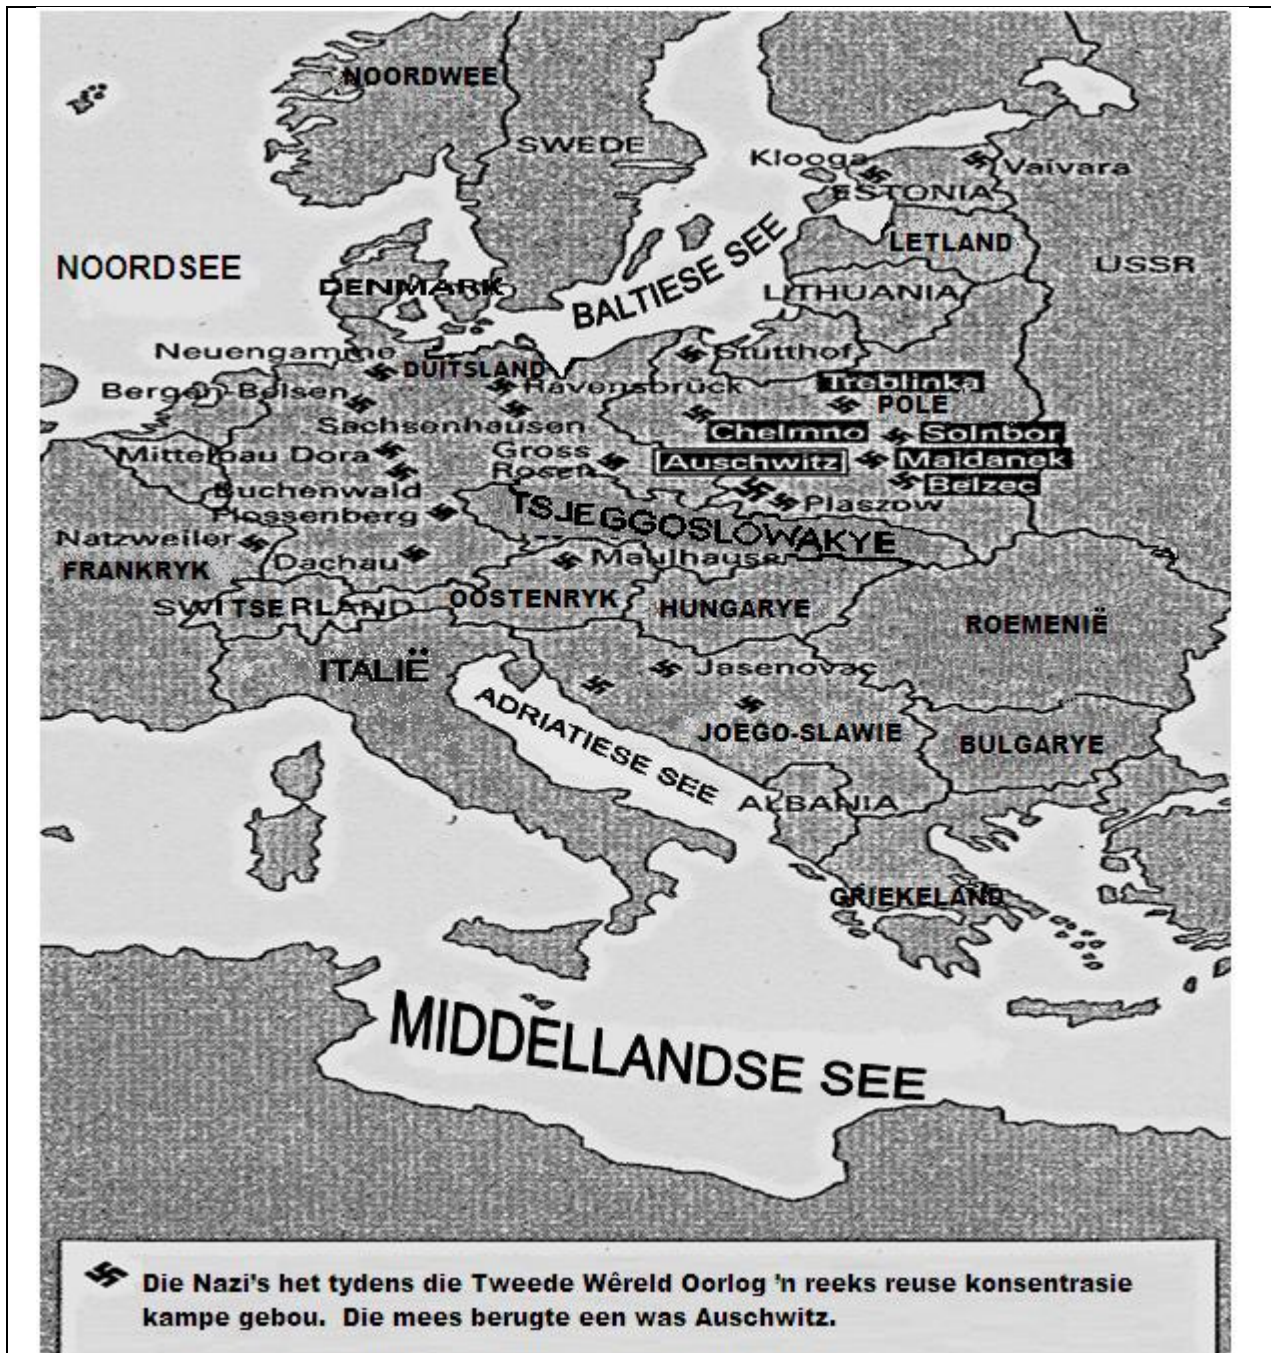 NOORDWEE
SWEDE
Klooga
Vaivara
ESTONIA
LETLAND
NOORDSEE
USSR
BALTIESE SEE
DENMARK
LITHUANIA
Neuengamme
Stutthof
DUITSLAND
Ravensbrück
Treblinka
Bergen-Belsen
POLE
Sachsenhausen
Chelmno
Solnbor
Mittelbau Dora
Gross
Rosen
Auschwitz
Maidanek
Belzec
Buchenwald
TSJEGGOSLOWAKYE
Plaszow
Flossenberg
Natzweiler
Dachau
FRANKRYK
SWITSERLAND
OOSTENRYK
HUNGARYE
ROEMENIË
ITALIË
Jasenovac
ADRIATIESE SEE
JOEGO-SLAWIE
BULGARYE
ALBANIA
GRIEKELAND
MIDDELLANDSE SEE
Die Nazi's het tydens die Tweede Wêreld Oorlog 'n reeks reuse konsentrasie
kampe gebou. Die mees berugte een was Auschwitz.